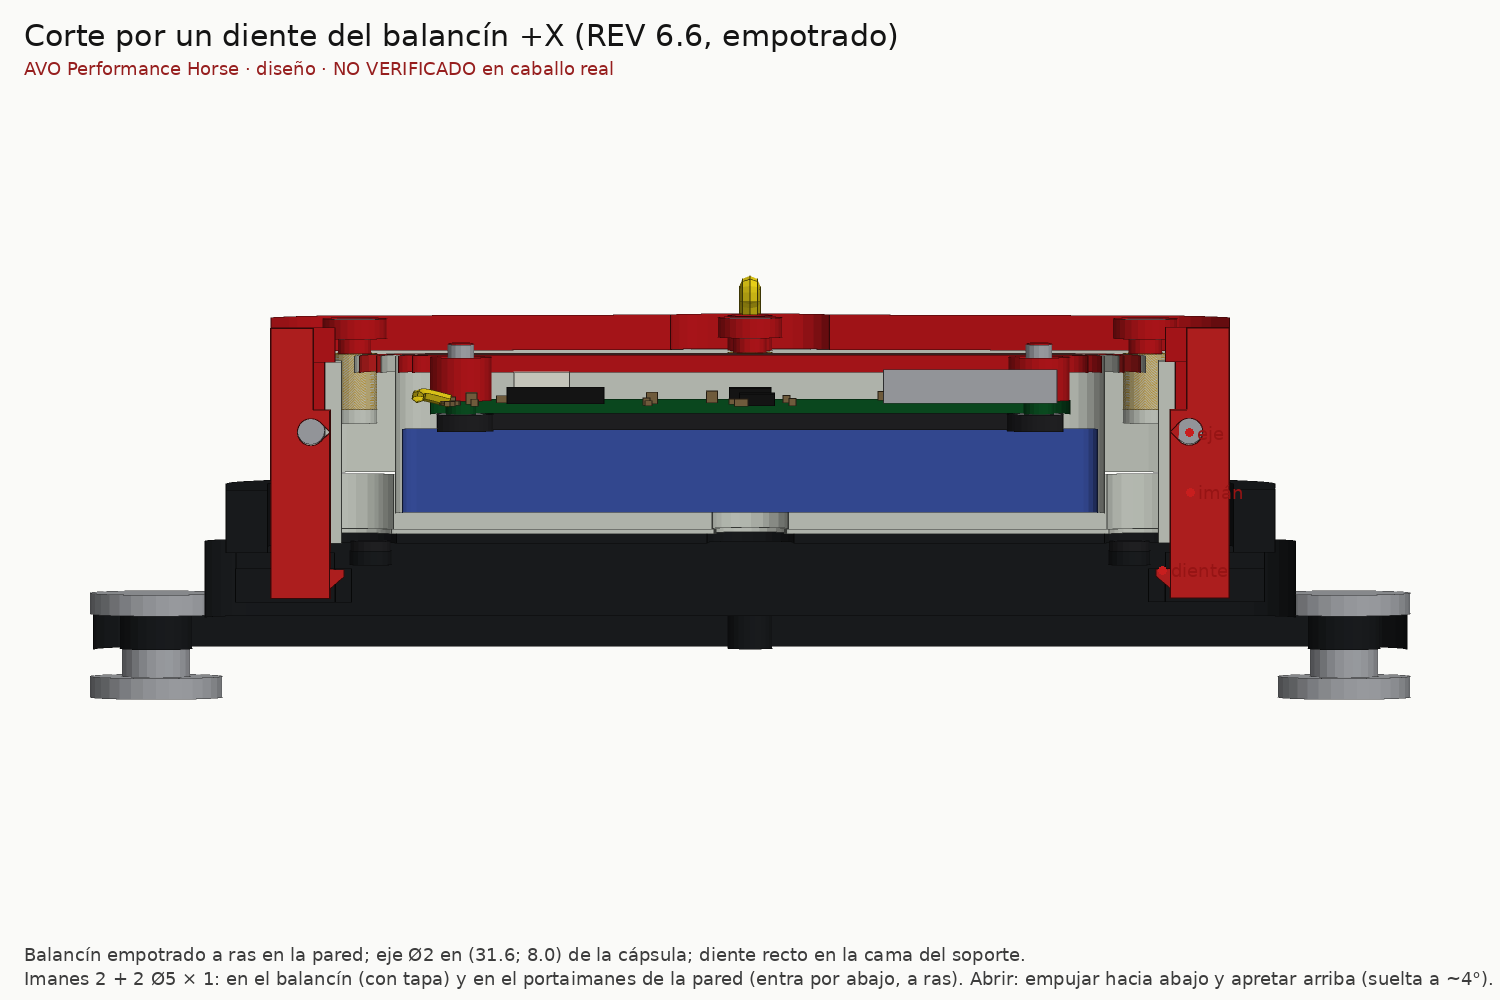 Corte por un diente del balancín +X (REV 6.6, empotrado)
AVO Performance Horse · diseño · NO VERIFICADO en caballo real
eje
iman
diente
Balancín empotrado a ras en la pared; eje Ø2 en (31.6; 8.0) de la cápsula; diente recto en la cama del soporte.
Imanes 2 + 2 Ø5 × 1: en el balancín (con tapa) y en el portaimanes de la pared (entra por abajo, a ras). Abrir: empujar hacia abajo y apretar arriba (suelta a ~4°).